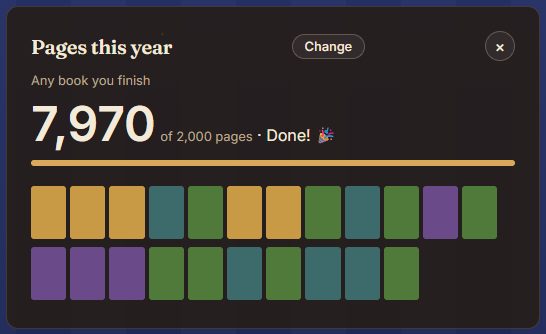 Pages this year
Change
×
Any book you finish
7,970 of 2,000 pages · Done! 🎉